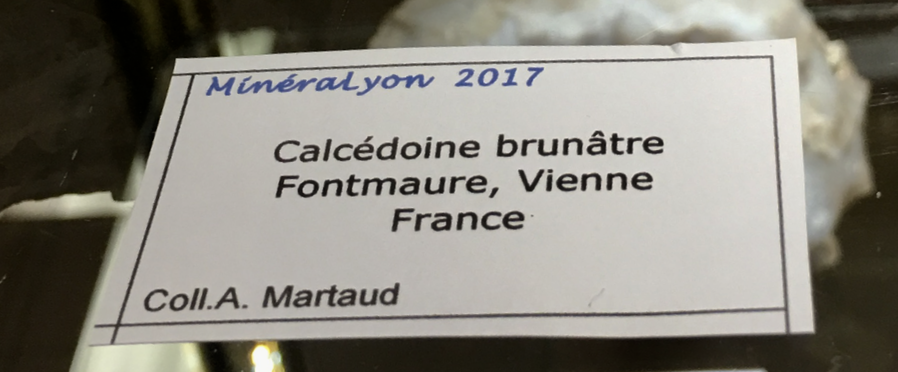 MinéraLyon 2017
Calcédoine brunâtre
Fontmaure, Vienne
France
Coll.A. Martaud